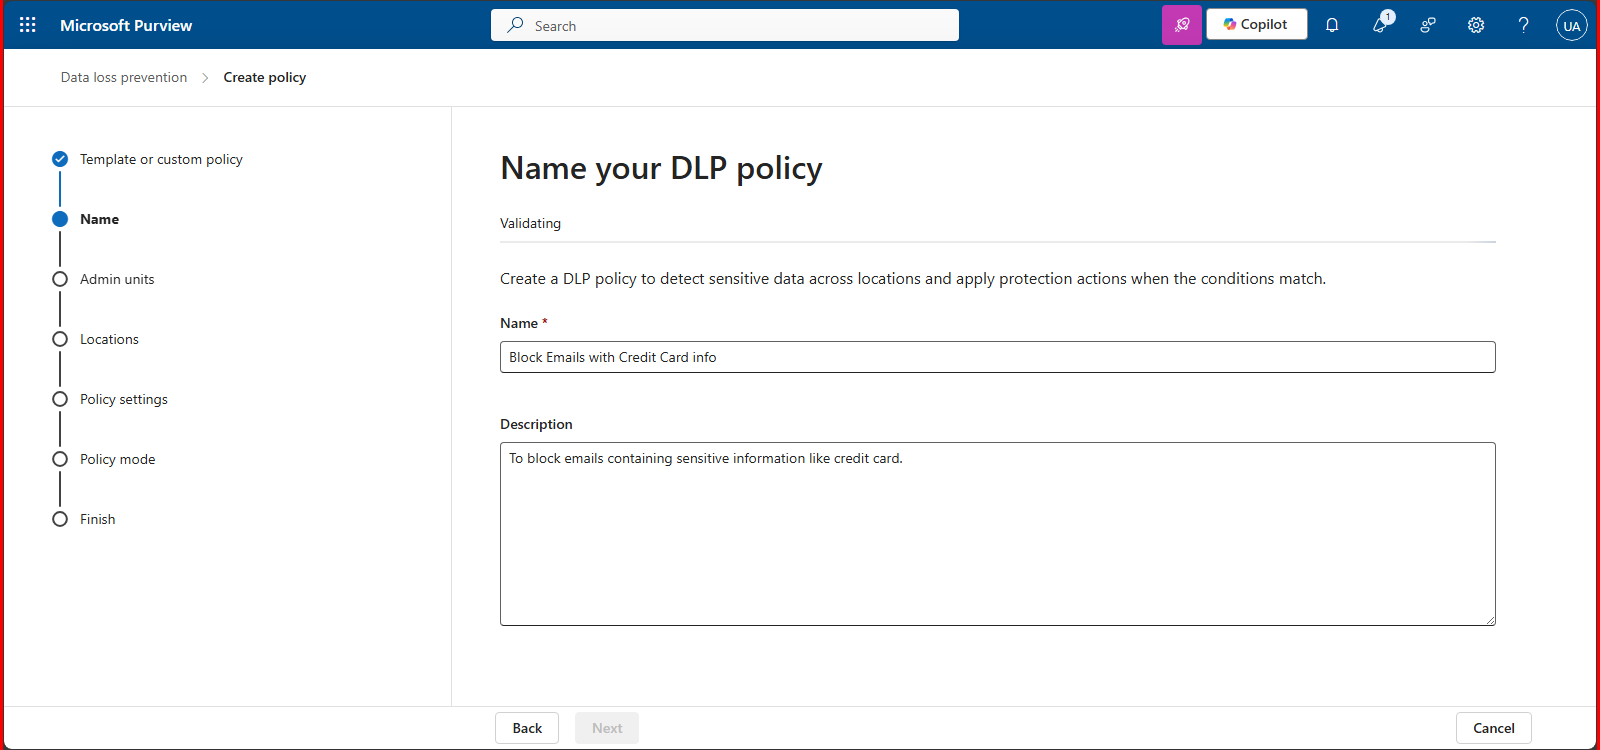 Microsoft Purview
Search
Copilot
1
UA
Data loss prevention > Create policy
Template or custom policy
Name
Admin units
Locations
Policy settings
Policy mode
Finish
Name your DLP policy
Validating
Create a DLP policy to detect sensitive data across locations and apply protection actions when the conditions match.
Name *
Block Emails with Credit Card info
Description
To block emails containing sensitive information like credit card.
Back
Next
Cancel